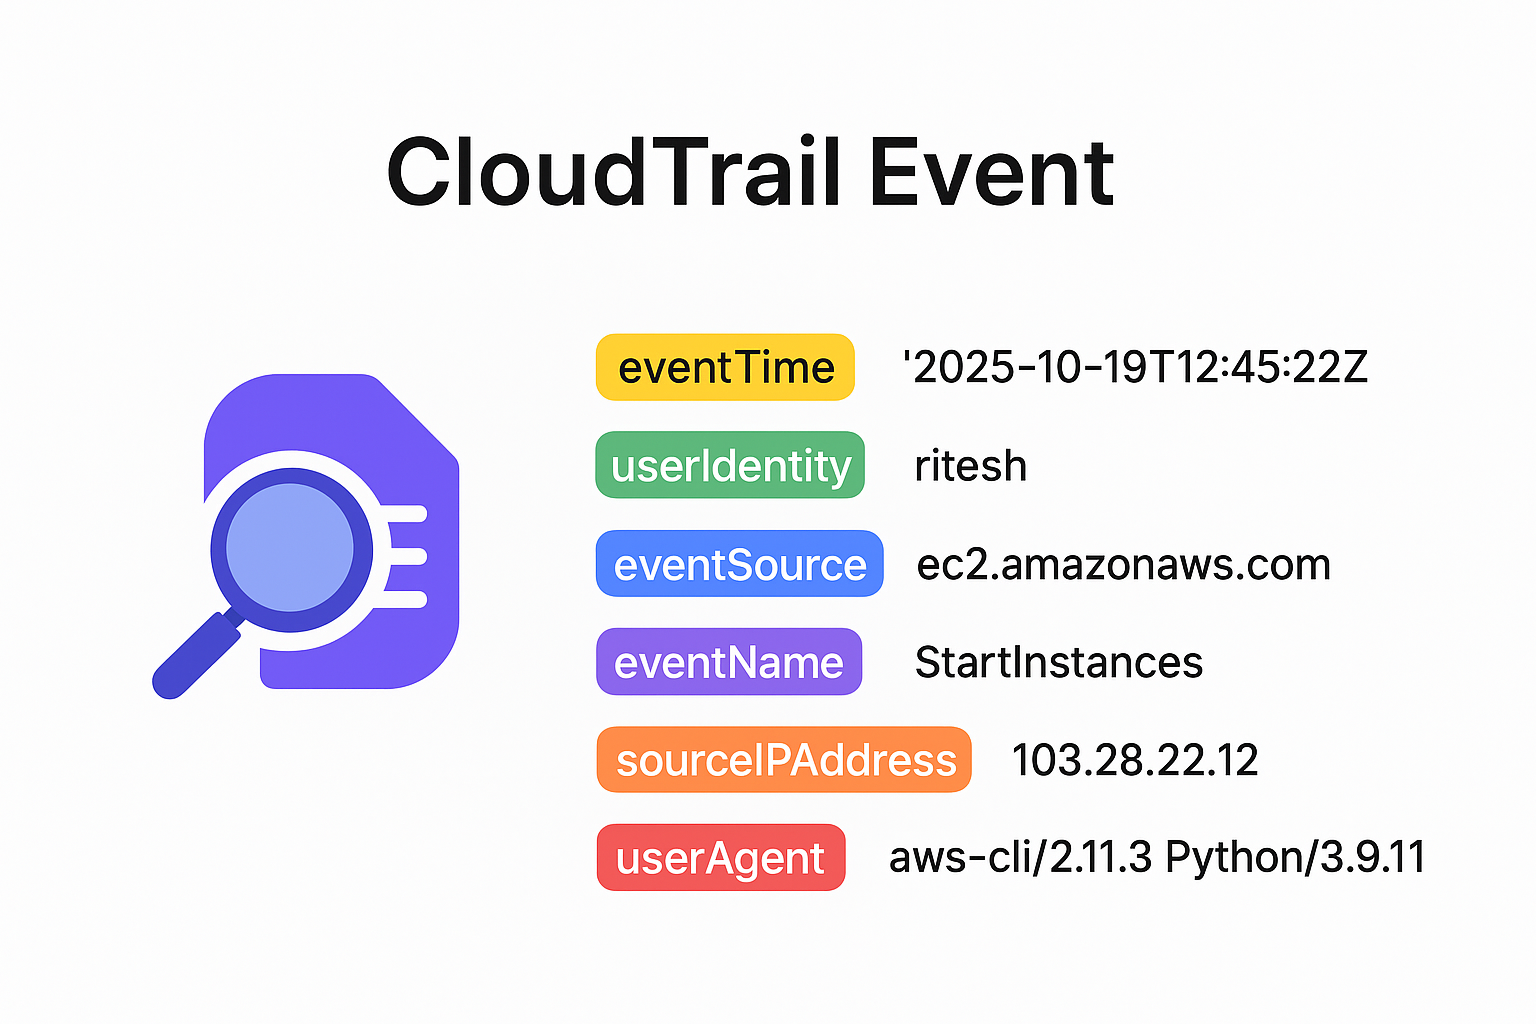 CloudTrail Event
eventTime '2025-10-19T12:45:22Z
userIdentity ritesh
eventSource ec2.amazonaws.com
eventName StartInstances
sourceIPAddress 103.28.22.12
userAgent aws-cli/2.11.3 Python/3.9.11